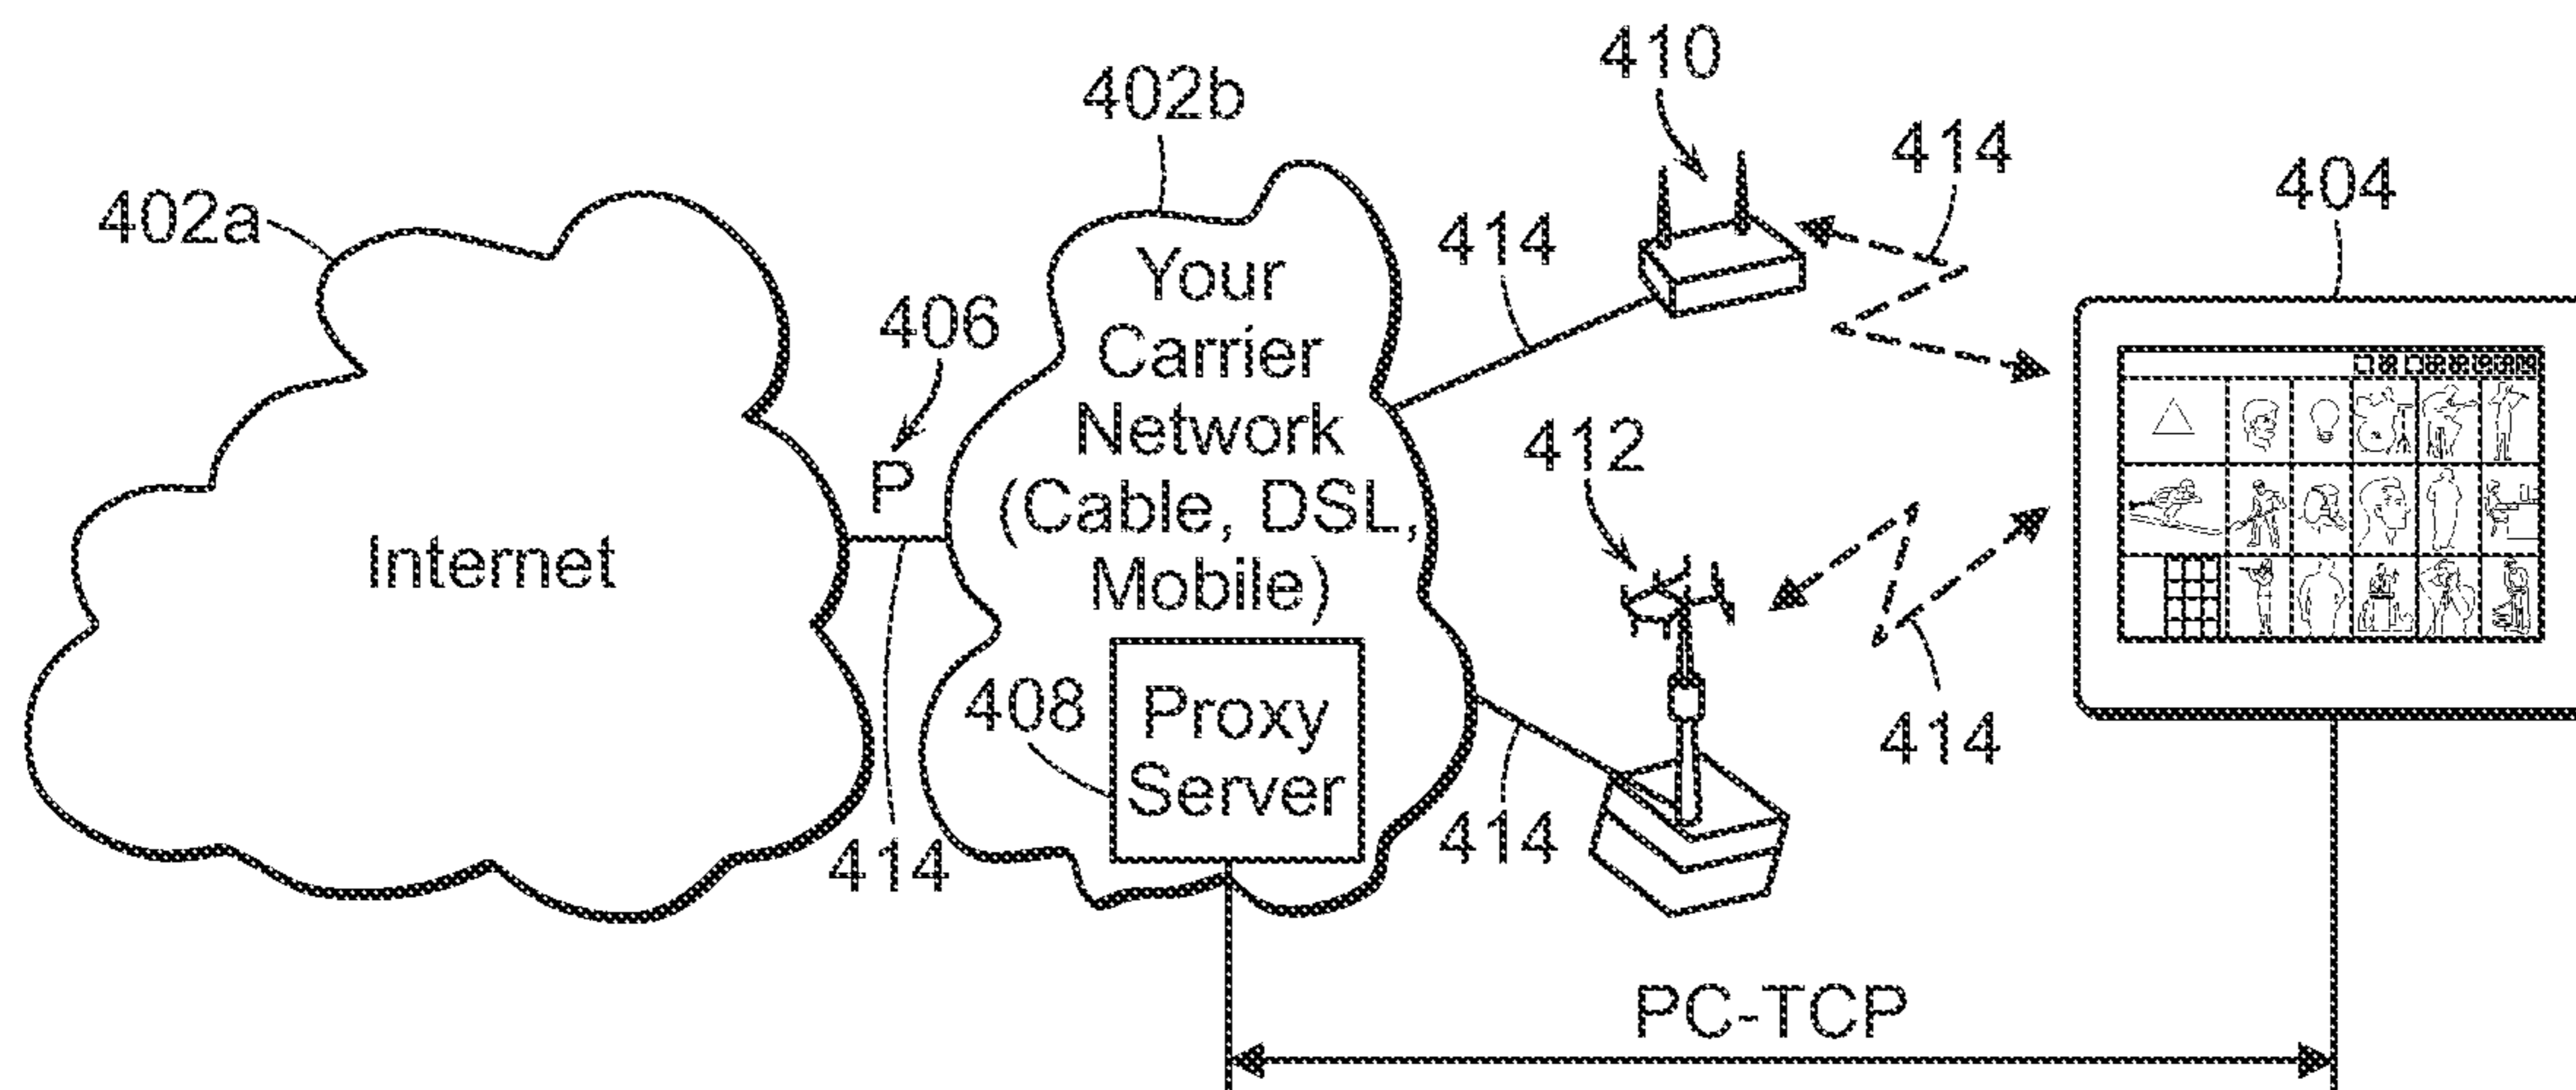 410
402b
414
404
402a
414
Your
Carrier
Network
(Cable, DSL,
Mobile)
406
P
412
Internet
408
Proxy
Server
414
414
414
PC-TCP